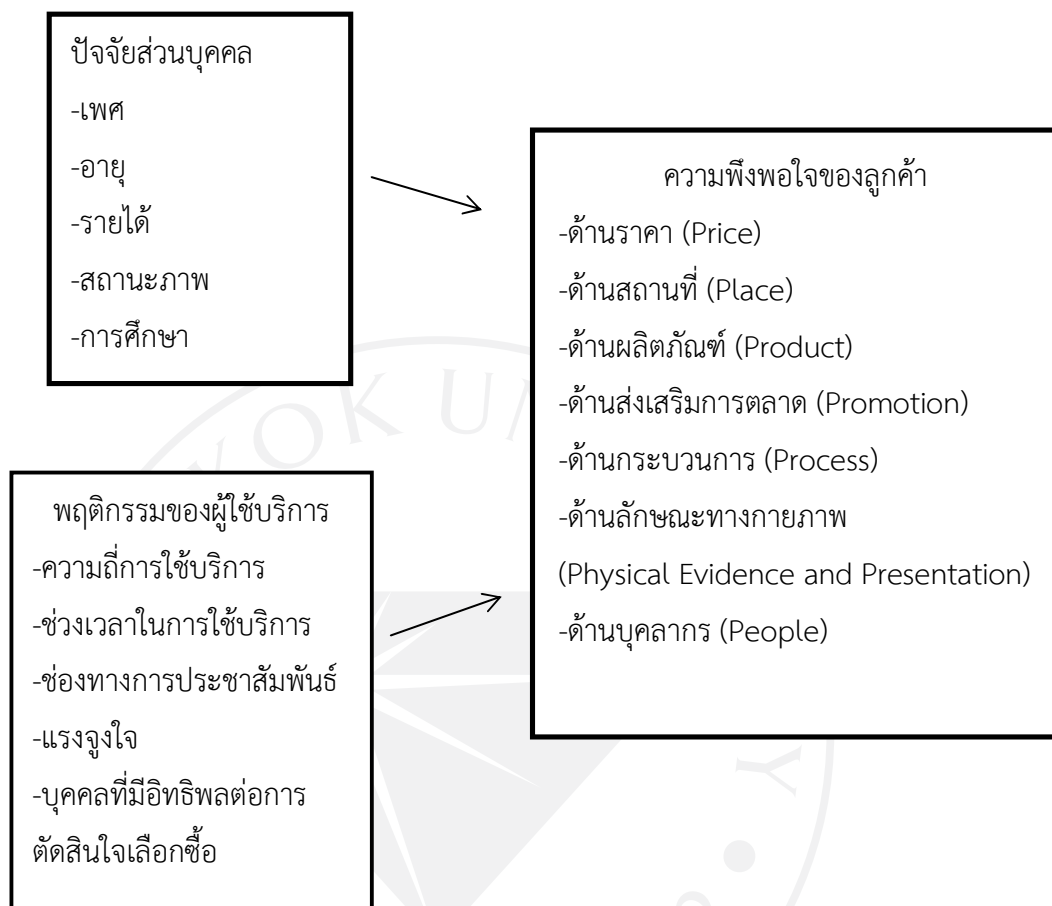 ปัจจัยส่วนบุคคล
-เพศ
-อายุ
-รายได้
-สถานะภาพ
-การศึกษา
พฤติกรรมของผู้ใช้บริการ
-ความถี่การใช้บริการ
-ช่วงเวลาในการใช้บริการ
-ช่องทางการประชาสัมพันธ์
-แรงจูงใจ
-บุคคลที่มีอิทธิพลต่อการ
ตัดสินใจเลือกซื้อ
ความพึงพอใจของลูกค้า
-ด้านราคา (Price)
-ด้านสถานที่ (Place)
-ด้านผลิตภัณฑ์ (Product)
-ด้านส่งเสริมการตลาด (Promotion)
-ด้านกระบวนการ (Process)
-ด้านลักษณะทางกายภาพ
(Physical Evidence and Presentation)
-ด้านบุคลากร (People)